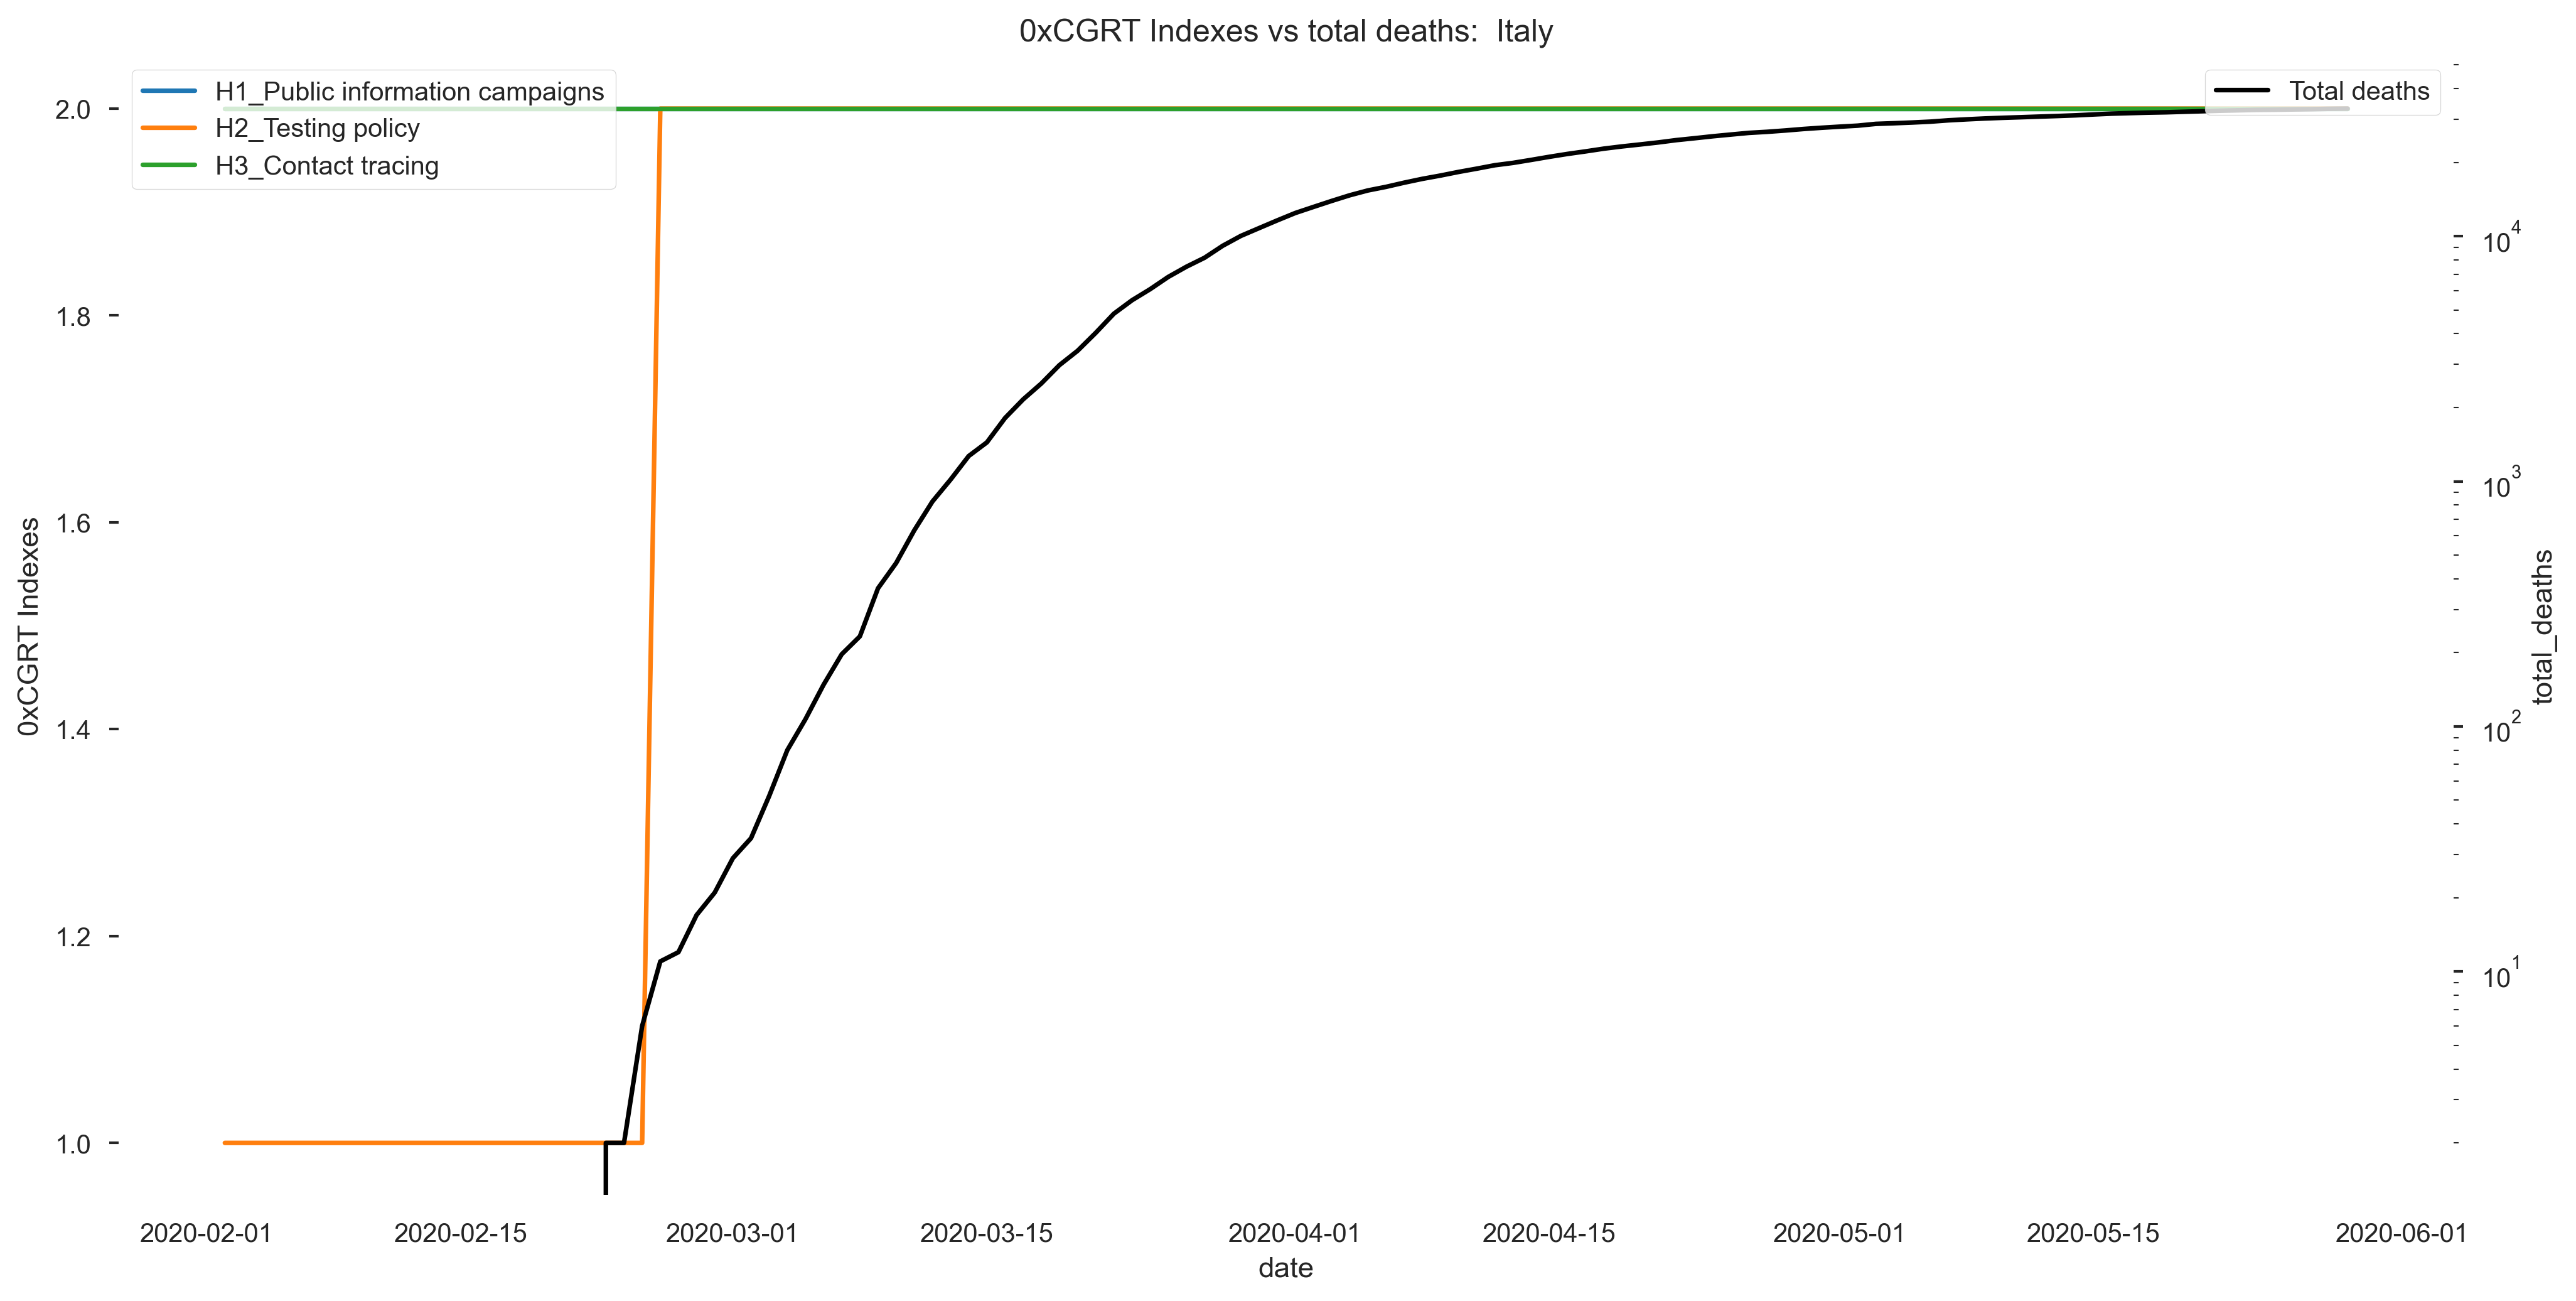 0xCGRT Indexes vs total deaths:  Italy
H1_Public information campaigns
H2_Testing policy
H3_Contact tracing
Total deaths
2.0
1.8
1.6
1.4
1.2
1.0
0xCGRT Indexes
10^4
10^3
10^2
10^1
total_deaths
2020-02-01 2020-02-15 2020-03-01 2020-03-15 2020-04-01 2020-04-15 2020-05-01 2020-05-15 2020-06-01
date